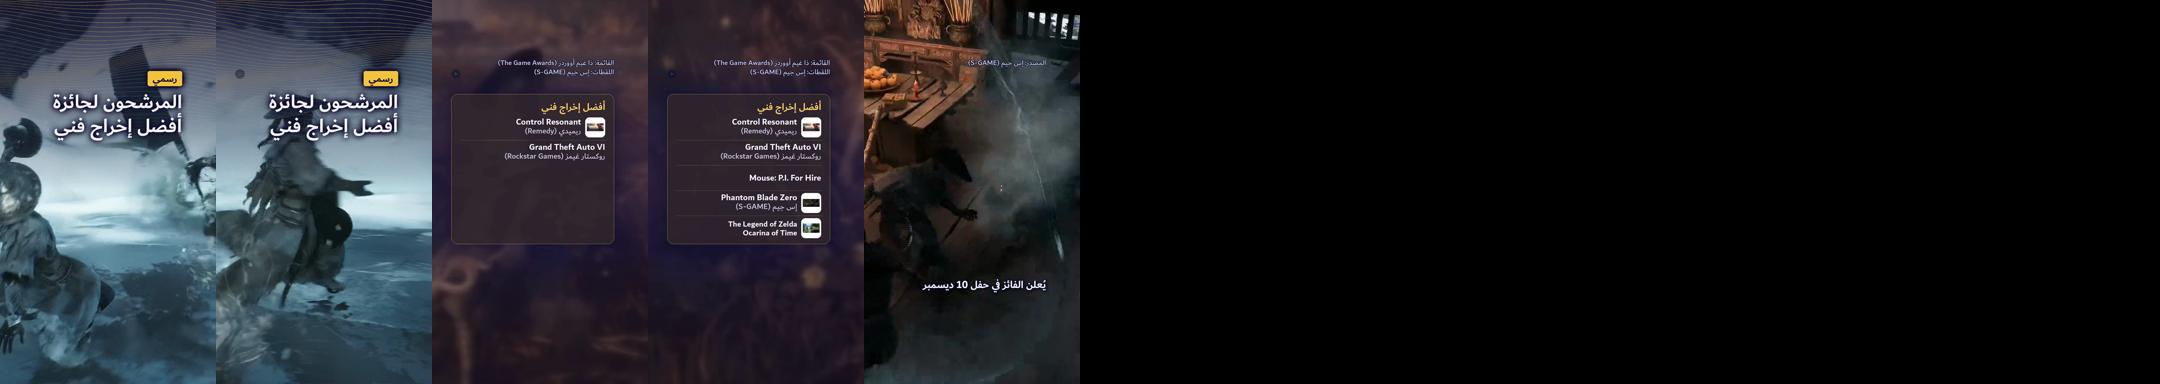 رسمي
المرشحون لجائزة
أفضل إخراج فني
رسمي
المرشحون لجائزة
أفضل إخراج فني
القائمة: ذا غيم أووردز (The Game Awards)
اللقطات: إس جيم (S-GAME)
أفضل إخراج فني
Control Resonant
ريميدي (Remedy)
Grand Theft Auto VI
روكستار غيمز (Rockstar Games)
القائمة: ذا غيم أووردز (The Game Awards)
اللقطات: إس جيم (S-GAME)
أفضل إخراج فني
Control Resonant
ريميدي (Remedy)
Grand Theft Auto VI
روكستار غيمز (Rockstar Games)
Mouse: P.I. For Hire
Phantom Blade Zero
إس جيم (S-GAME)
The Legend of Zelda
Ocarina of Time
المصدر: إس جيم (S-GAME)
يُعلن الفائز في حفل 10 ديسمبر